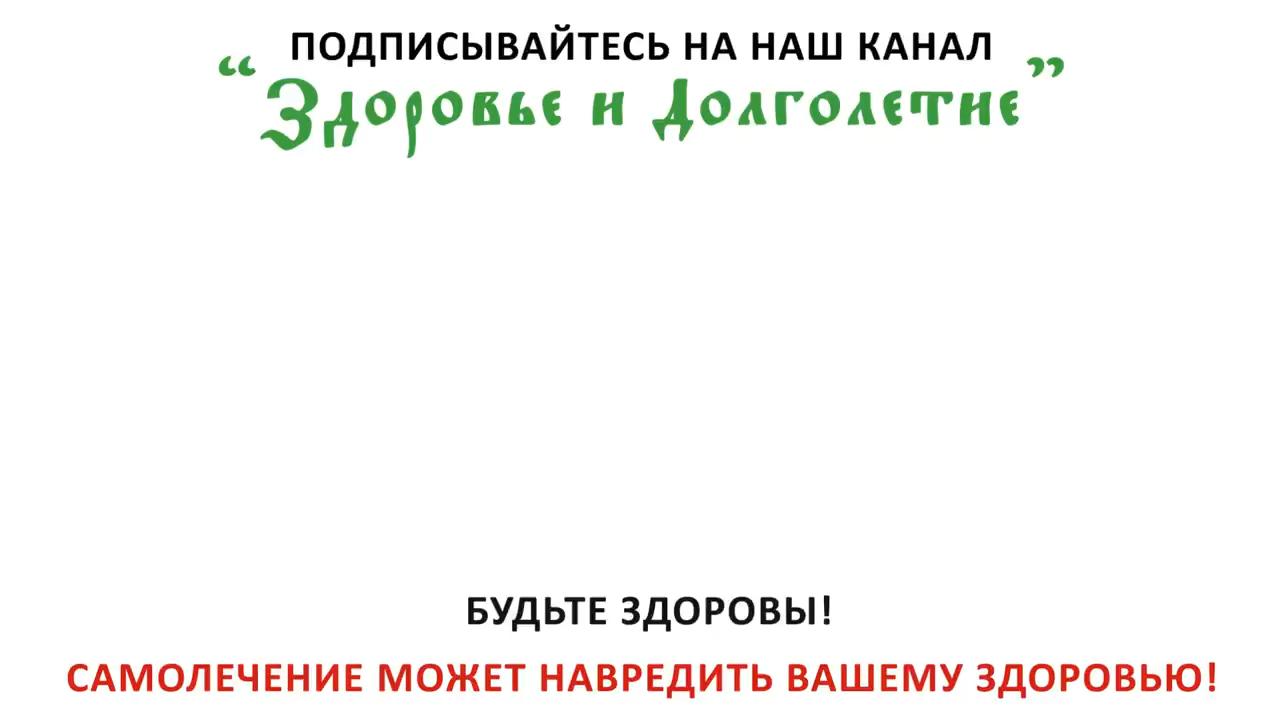 ПОДПИСЫВАЙТЕСЬ НА НАШ КАНАЛ
“Здоровье и Долголетие”
БУДЬТЕ ЗДОРОВЫ!
САМОЛЕЧЕНИЕ МОЖЕТ НАВРЕДИТЬ ВАШЕМУ ЗДОРОВЬЮ!